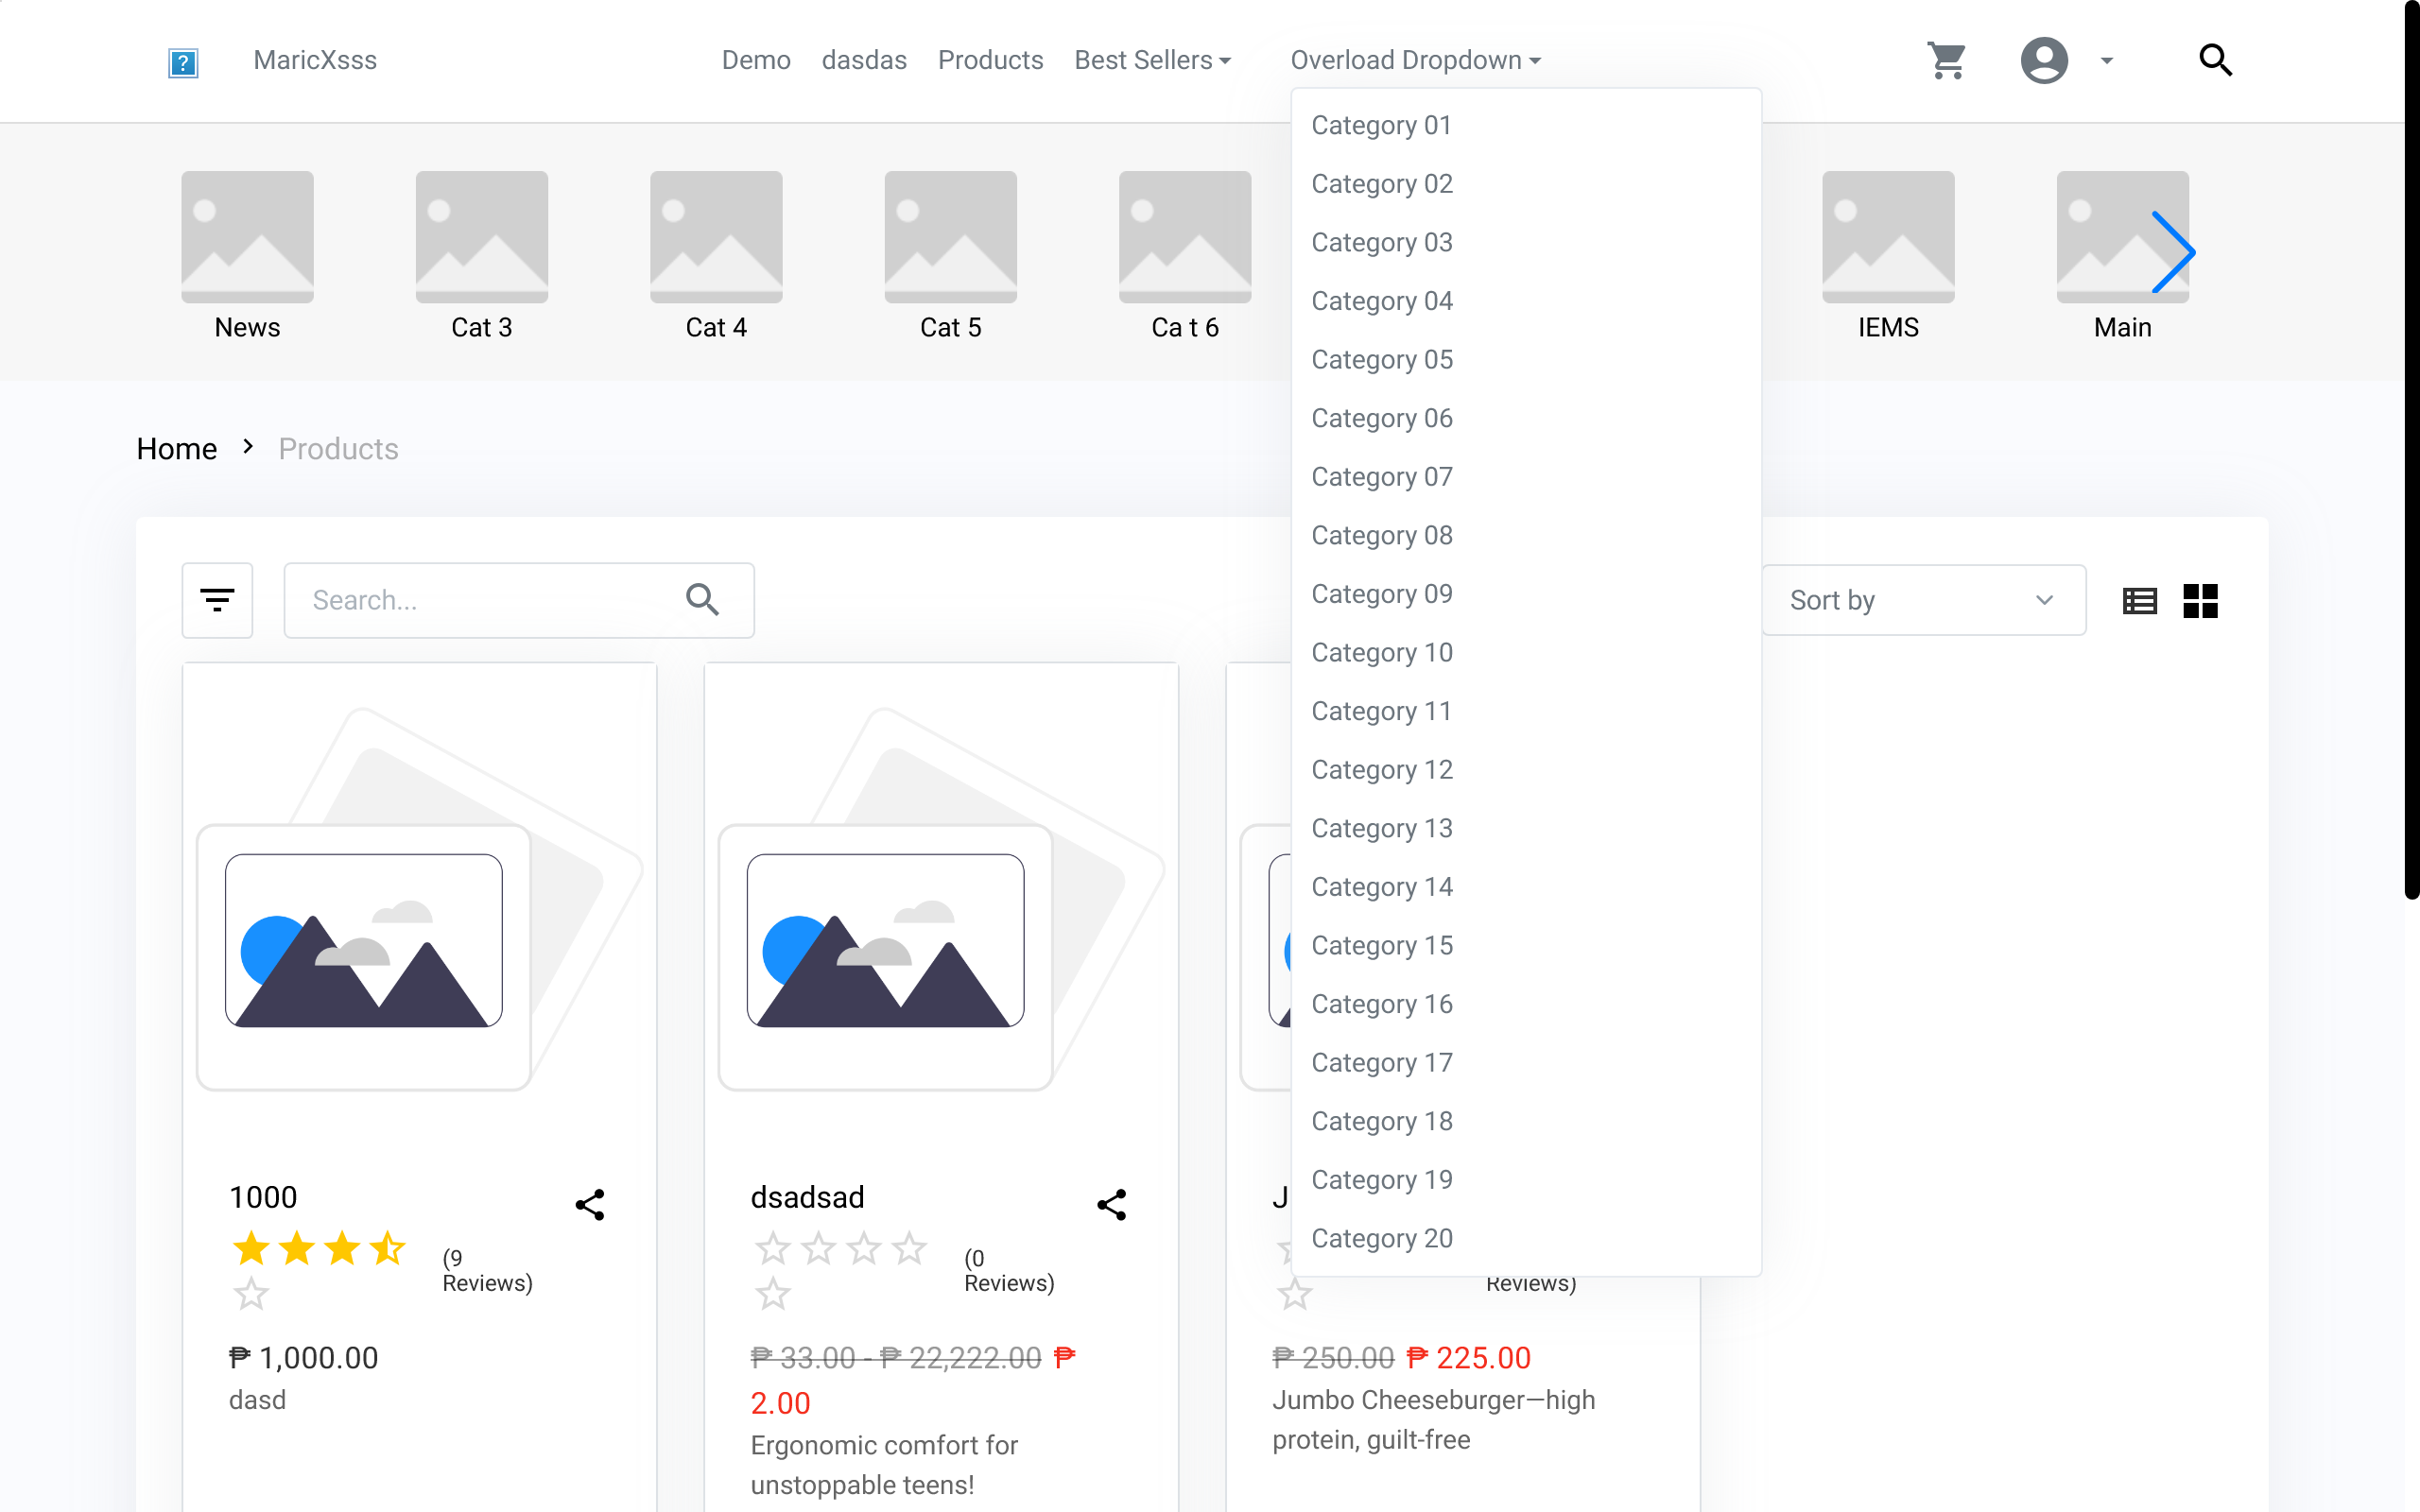 MaricXsss
Demo dasdas Products Best Sellers Overload Dropdown
Category 01
Category 02
Category 03
Category 04
Category 05
Category 06
Category 07
Category 08
Category 09
Category 10
Category 11
Category 12
Category 13
Category 14
Category 15
Category 16
Category 17
Category 18
Category 19
Category 20
News Cat 3 Cat 4 Cat 5 Ca t 6 IEMS Main
Home > Products
Search... Sort by
1000
(9
Reviews)
₱ 1,000.00
dasd
dsadsad
(0
Reviews)
₱ 33.00 - ₱ 22,222.00 ₱
2.00
Ergonomic comfort for
unstoppable teens!
J
Reviews)
₱ 250.00 ₱ 225.00
Jumbo Cheeseburger—high
protein, guilt-free